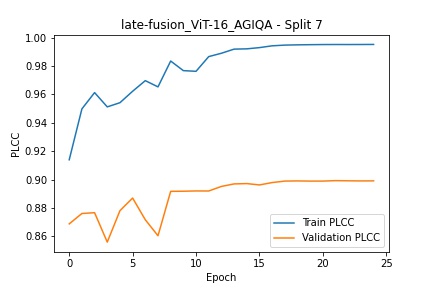 late-fusion_ViT-16_AGIQA - Split 7
1.00
0.98
0.96
0.94
0.92
0.90
0.88
0.86
PLCC
Train PLCC
Validation PLCC
0 5 10 15 20 25
Epoch